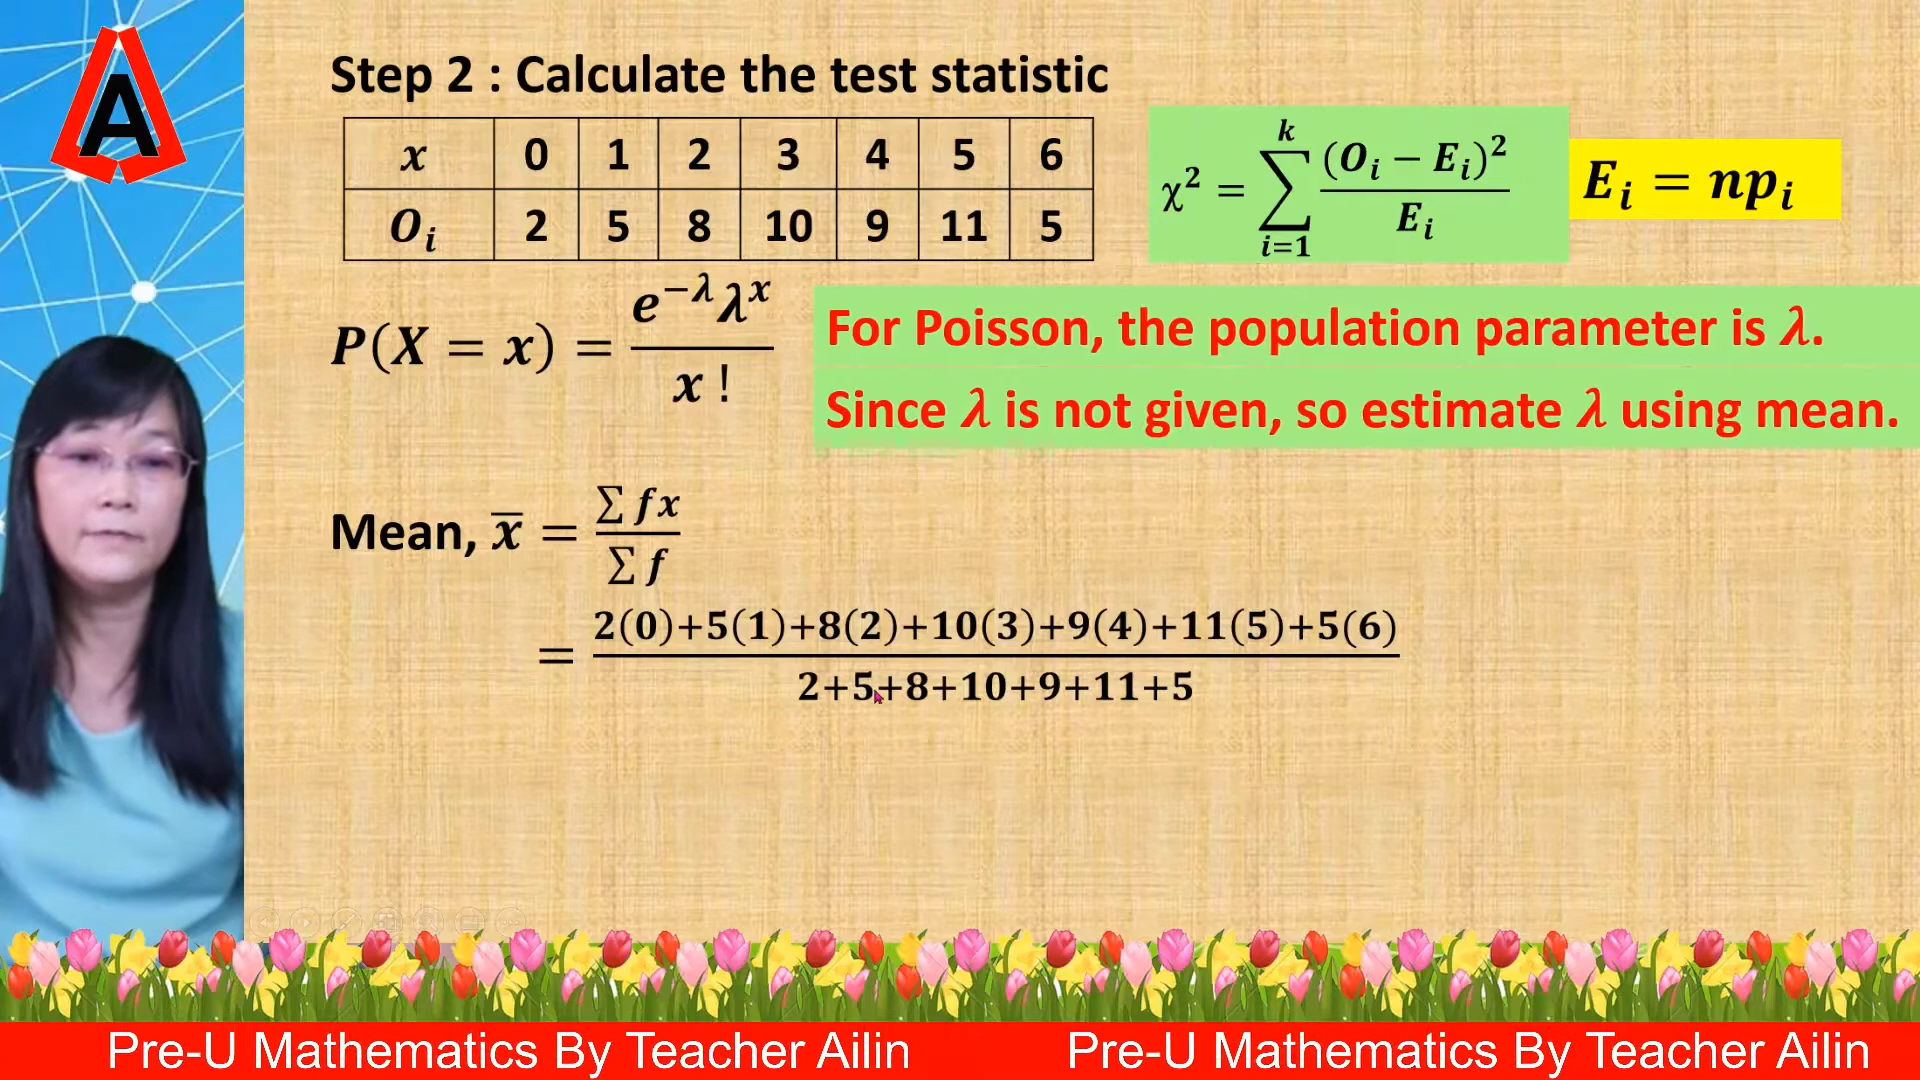 A
Step 2 : Calculate the test statistic
x 0 1 2 3 4 5 6
Oᵢ 2 5 8 10 9 11 5
χ² = ∑ᵢ₌₁ᵏ (Oᵢ − Eᵢ)² / Eᵢ
Eᵢ = npᵢ
P(X = x) = e^−λ λ^x / x !
For Poisson, the population parameter is λ.
Since λ is not given, so estimate λ using mean.
Mean, x̅ = ∑ fx / ∑ f
= 2(0)+5(1)+8(2)+10(3)+9(4)+11(5)+5(6) / 2+5+8+10+9+11+5
Pre-U Mathematics By Teacher Ailin
Pre-U Mathematics By Teacher Ailin